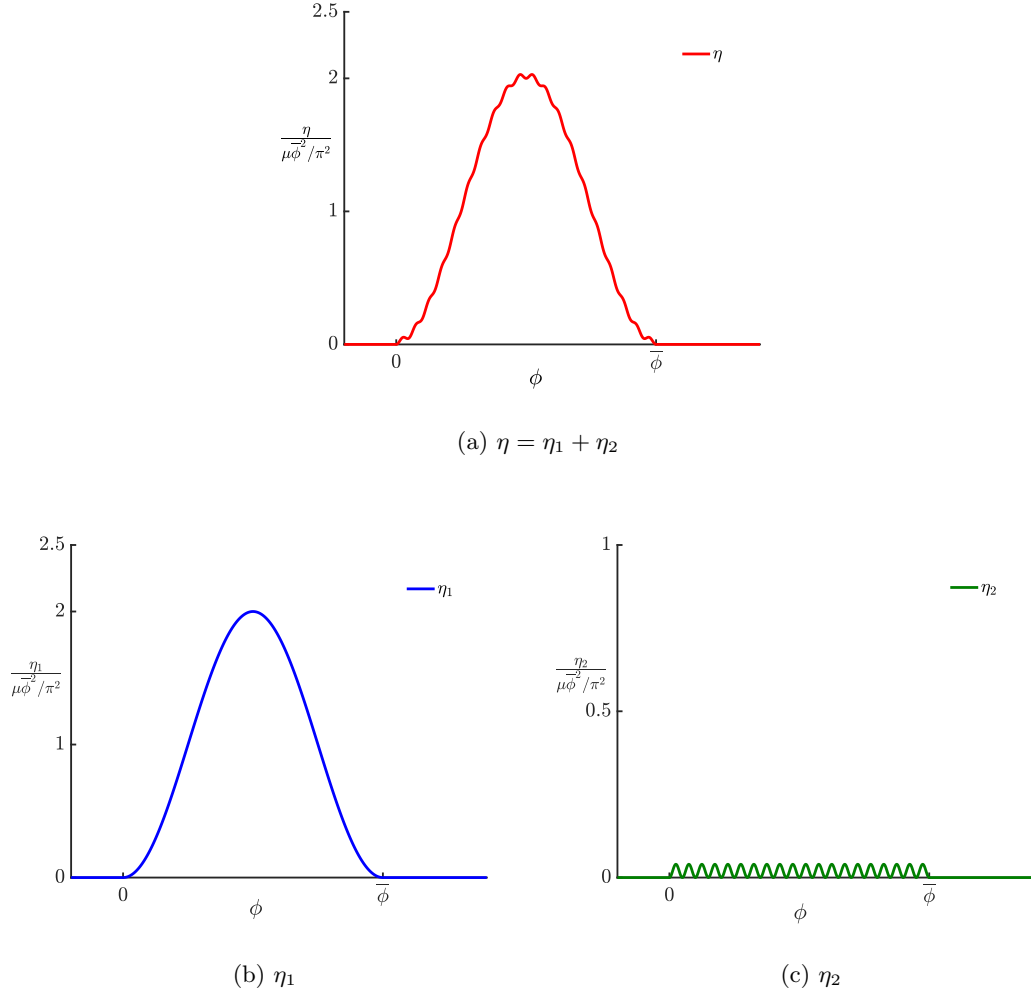 2.5
η
2
η
μϕ̅²/π²
1
0
0
ϕ̅
ϕ
(a) η = η₁ + η₂
2.5
η₁
2
η₁
μϕ̅²/π²
1
0
0
ϕ̅
ϕ
(b) η₁
1
η₂
η₂
μϕ̅²/π²
0.5
0
0
ϕ̅
ϕ
(c) η₂